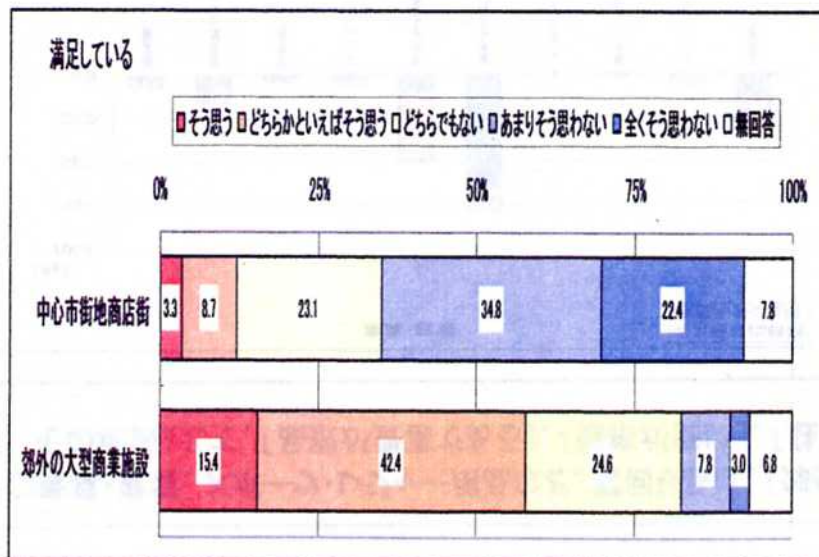 満足している
そう思う どちらかといえばそう思う どちらでもない あまりそう思わない 全くそう思わない 無回答
0% 25% 50% 75% 100%
中心市街地商店街 3.3 8.7 23.1 34.8 22.4 7.8
郊外の大型商業施設 15.4 42.4 24.6 7.8 3.0 6.8